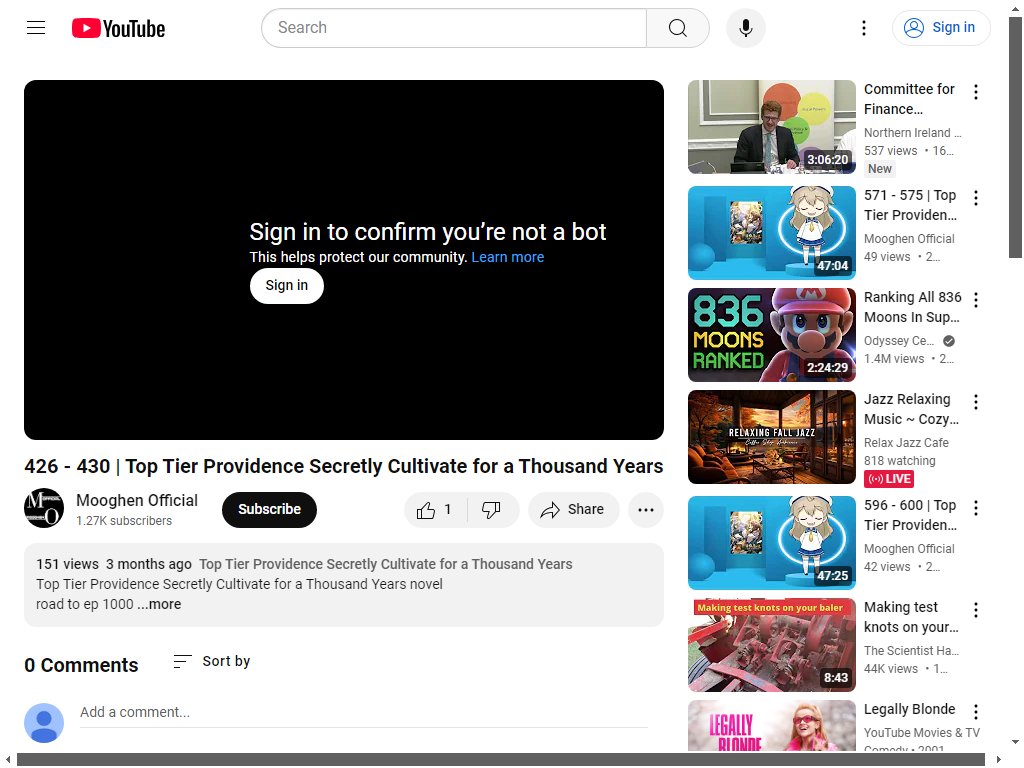 YouTube
Search
Sign in
Sign in to confirm you’re not a bot
This helps protect our community. Learn more
Sign in
426 - 430 | Top Tier Providence Secretly Cultivate for a Thousand Years
Mooghen Official
1.27K subscribers
Subscribe
1
Share
151 views 3 months ago Top Tier Providence Secretly Cultivate for a Thousand Years
Top Tier Providence Secretly Cultivate for a Thousand Years novel
road to ep 1000 ...more
0 Comments
Sort by
Add a comment...
3:06:20
Committee for
Finance…
Northern Ireland …
537 views • 16…
New
47:04
571 - 575 | Top
Tier Providen…
Mooghen Official
49 views • 2…
836
MOONS
RANKED
2:24:29
Ranking All 836
Moons In Sup…
Odyssey Ce…
1.4M views • 2…
RELAXING FALL JAZZ
Jazz Relaxing
Music ~ Cozy…
Relax Jazz Cafe
818 watching
LIVE
47:25
596 - 600 | Top
Tier Providen…
Mooghen Official
42 views • 2…
Making test knots on your baler
8:43
Making test
knots on your…
The Scientist Ha…
44K views • 1…
LEGALLY
BLONDE
Legally Blonde
YouTube Movies & TV
Comedy • 2001